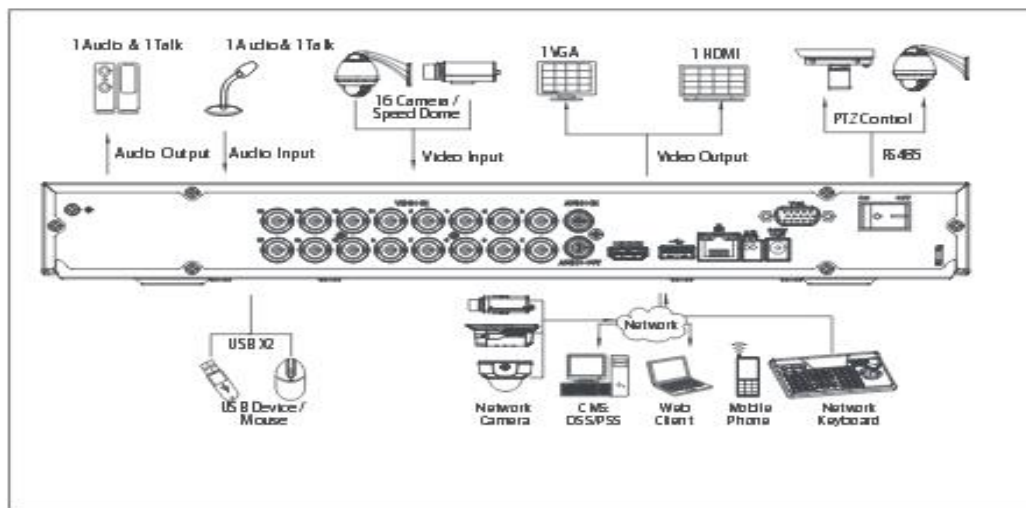 1 Audio & 1 Talk
1 Audio & 1 Talk
1 VGA
1 HDMI
16 Camera /
Speed Dome
PTZ Control
Audio Output
Audio Input
Video Input
Video Output
RS485
USB X2
USB Device /
Mouse
Network
Network
Camera
CMS:
DSS/PSS
Web
Client
Mobile
Phone
Network
Keyboard